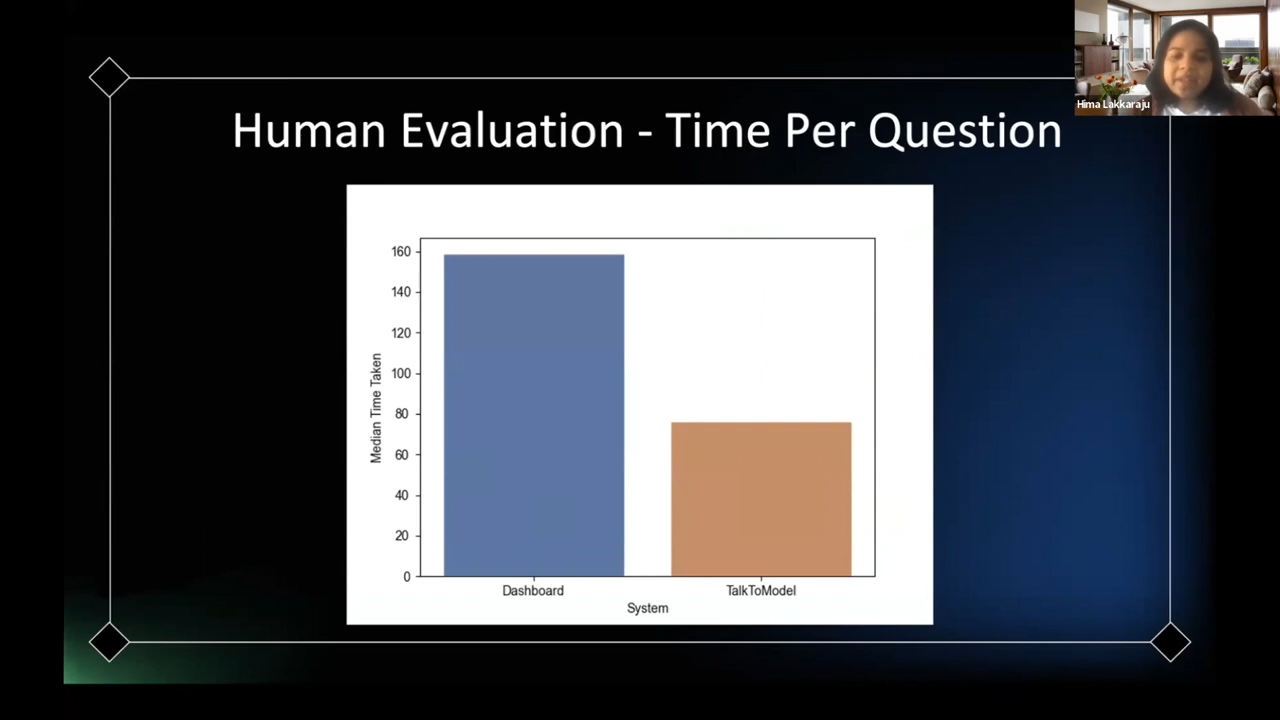 Hima Lakkaraju
Human Evaluation - Time Per Question
160
140
120
100
80
60
40
20
0
Median Time Taken
Dashboard
TalkToModel
System